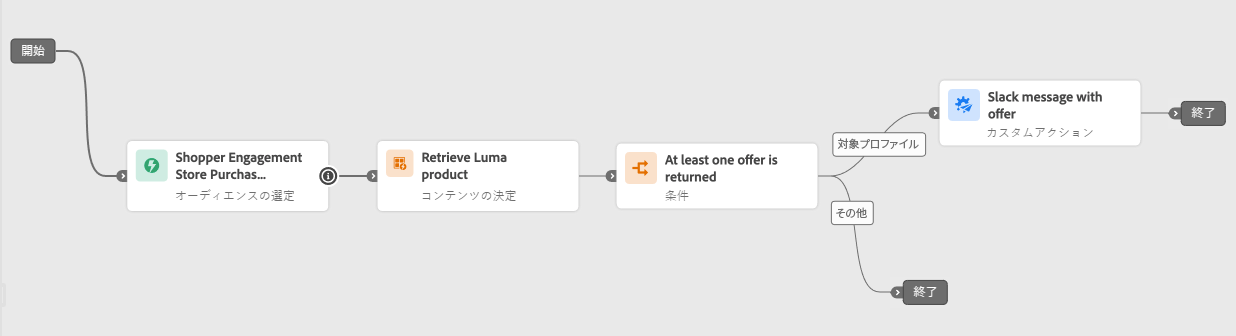 開始
Shopper Engagement
Store Purchas...
オーディエンスの選定
Retrieve Luma
product
コンテンツの決定
At least one offer is
returned
条件
対象プロファイル
その他
Slack message with
offer
カスタムアクション
終了
終了